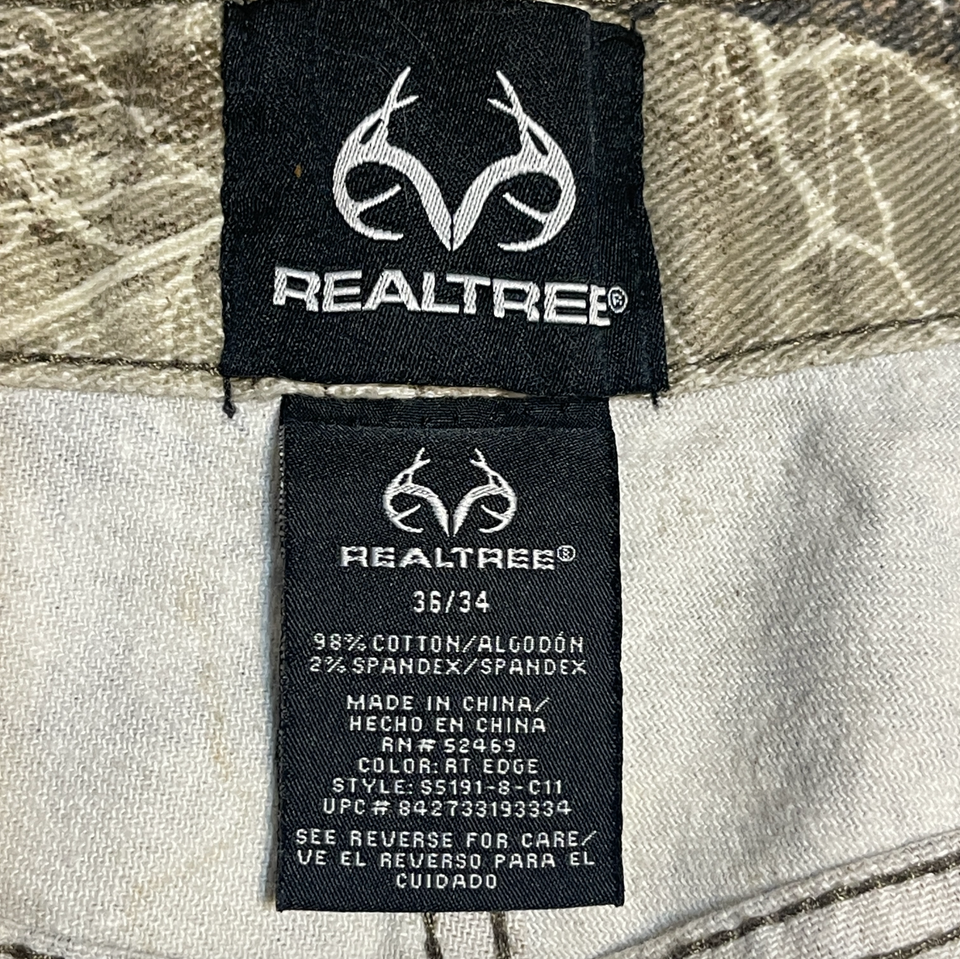 REALTREE®
REALTREE®
36/34
98% COTTON/ALGODÓN
2% SPANDEX/SPANDEX
MADE IN CHINA/
HECHO EN CHINA
RN# 52469
COLOR: RT EDGE
STYLE: S5191-8-C11
UPC# 842733193334
SEE REVERSE FOR CARE/
VE EL REVERSO PARA EL
CUIDADO